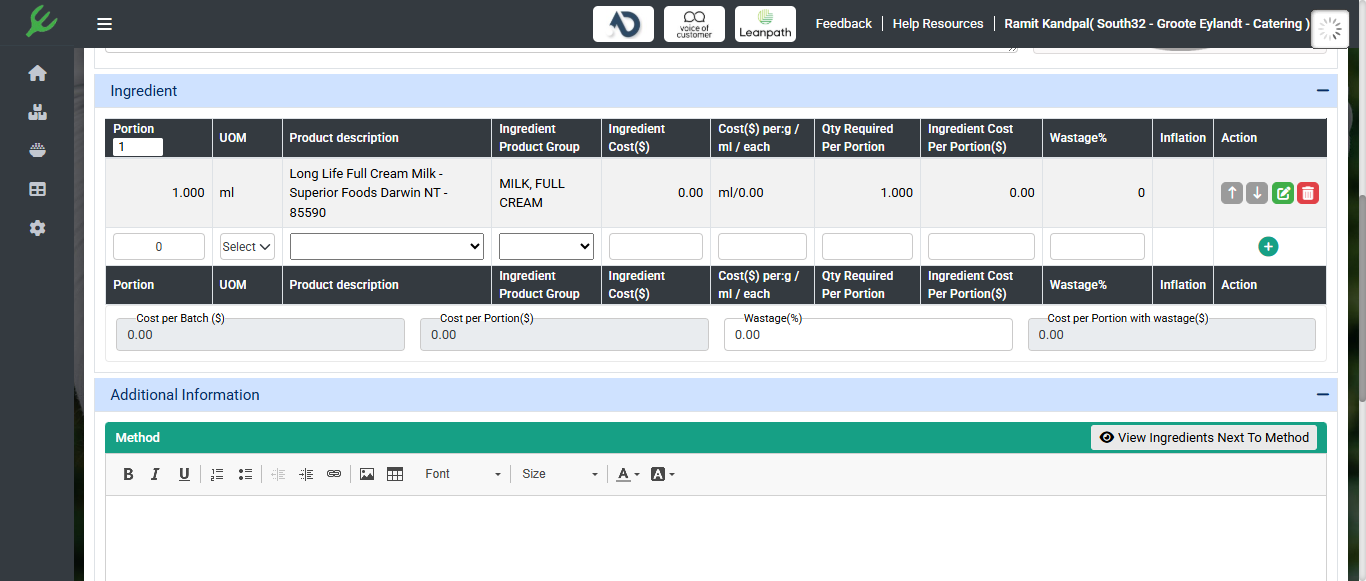 voice of
customer
Leanpath
Feedback
Help Resources
Ramit Kandpal( South32 - Groote Eylandt - Catering )
Ingredient
Portion
1
UOM
Product description
Ingredient
Product Group
Ingredient
Cost($)
Cost($) per:g /
ml / each
Qty Required
Per Portion
Ingredient Cost
Per Portion($)
Wastage%
Inflation
Action
1.000
ml
Long Life Full Cream Milk -
Superior Foods Darwin NT -
85590
MILK, FULL
CREAM
0.00
ml/0.00
1.000
0.00
0
0
Select
Portion
UOM
Product description
Ingredient
Product Group
Ingredient
Cost($)
Cost($) per:g /
ml / each
Qty Required
Per Portion
Ingredient Cost
Per Portion($)
Wastage%
Inflation
Action
Cost per Batch ($)
0.00
Cost per Portion($)
0.00
Wastage(%)
0.00
Cost per Portion with wastage($)
0.00
Additional Information
Method
View Ingredients Next To Method
B I U
Font
Size
A
A